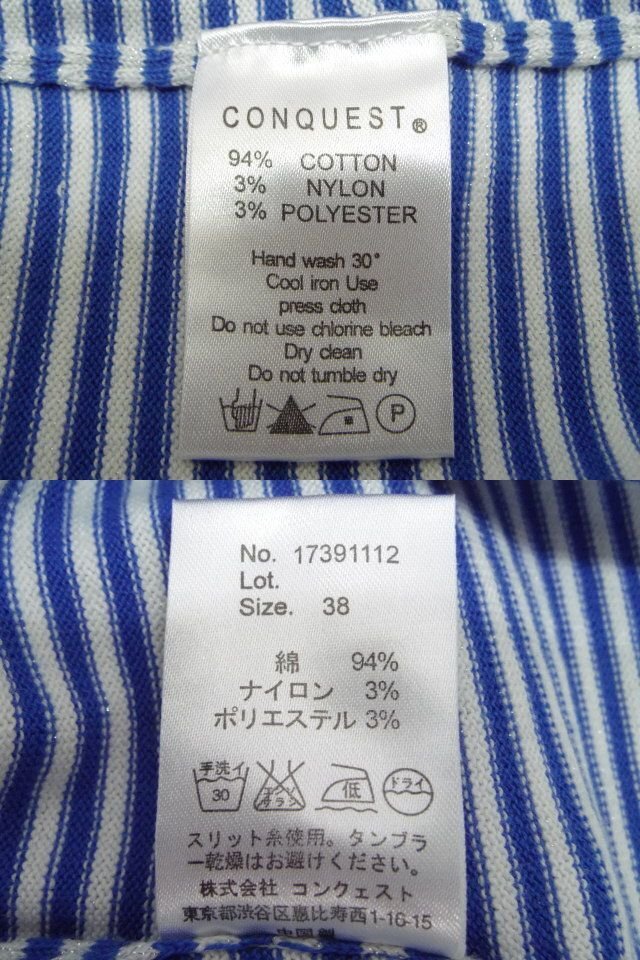 CONQUEST®
94% COTTON
3% NYLON
3% POLYESTER
Hand wash 30°
Cool iron Use
press cloth
Do not use chlorine bleach
Dry clean
Do not tumble dry
P
No. 17391112
Lot.
Size. 38
綿 94%
ナイロン 3%
ポリエステル 3%
手洗イ 30 エンソ サラシ 低 ドライ
スリット糸使用。タンブラ
ー乾燥はお避けください。
株式会社 コンクェスト
東京都渋谷区恵比寿西1-16-15
中国製